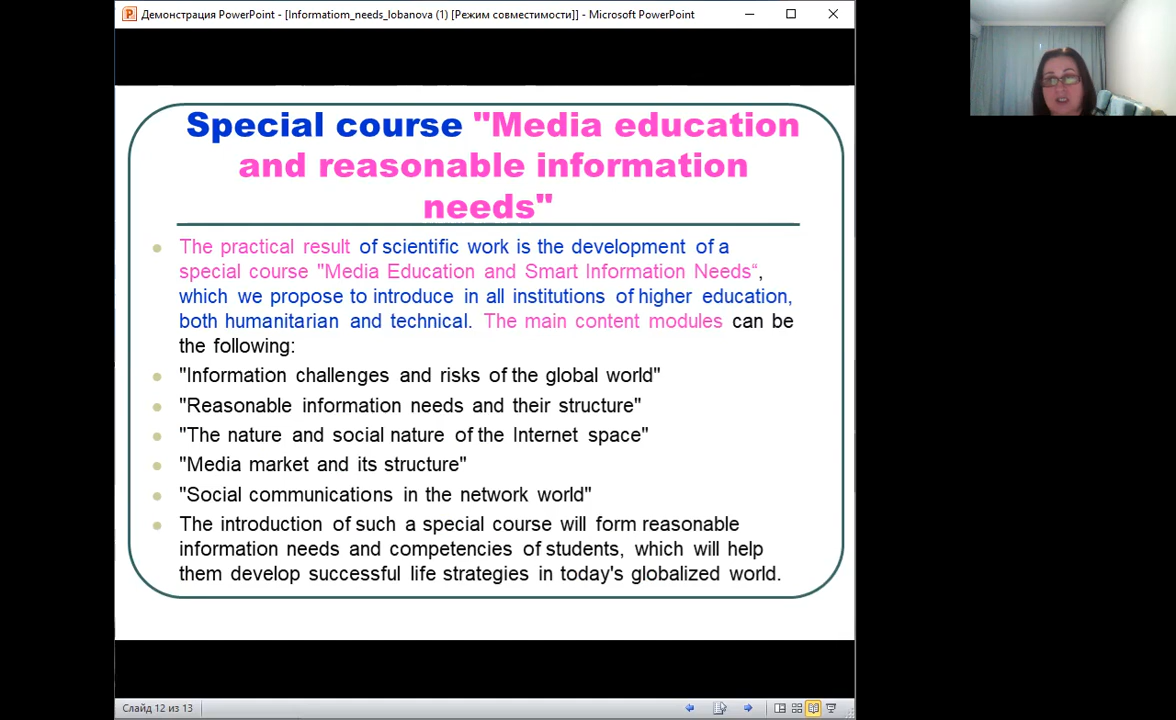 Демонстрация PowerPoint - [Informatiom_needs_lobanova (1) [Режим совместимости]] - Microsoft PowerPoint
Special course "Media education
and reasonable information
needs"
The practical result of scientific work is the development of a
special course "Media Education and Smart Information Needs“,
which we propose to introduce in all institutions of higher education,
both humanitarian and technical. The main content modules can be
the following:
"Information challenges and risks of the global world"
"Reasonable information needs and their structure"
"The nature and social nature of the Internet space"
"Media market and its structure"
"Social communications in the network world"
The introduction of such a special course will form reasonable
information needs and competencies of students, which will help
them develop successful life strategies in today's globalized world.
Слайд 12 из 13